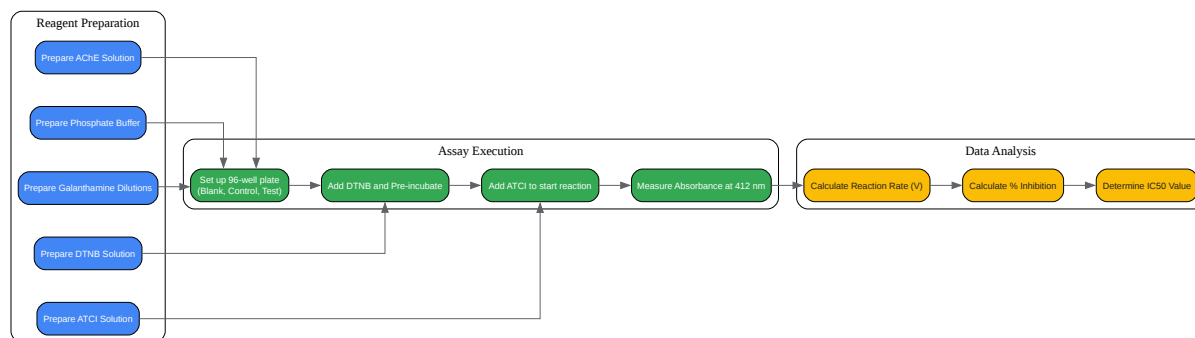 Reagent Preparation
Prepare AChE Solution
Prepare Phosphate Buffer
Prepare Galanthamine Dilutions
Prepare DTNB Solution
Prepare ATCI Solution
Assay Execution
Set up 96-well plate
(Blank, Control, Test)
Add DTNB and Pre-incubate
Add ATCI to start reaction
Measure Absorbance at 412 nm
Data Analysis
Calculate Reaction Rate (V)
Calculate % Inhibition
Determine IC50 Value